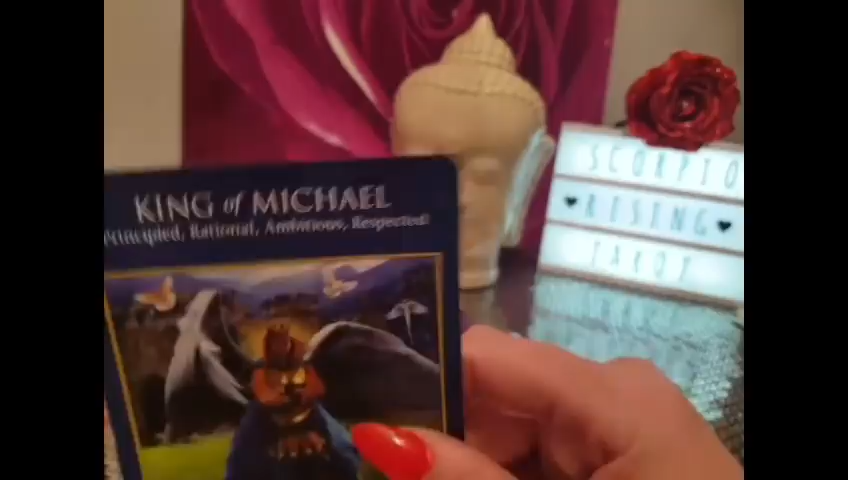 KING of MICHAEL
Principled, Rational, Ambitious, Respected!
SCORPIO
♥ RISING ♥
TAROT